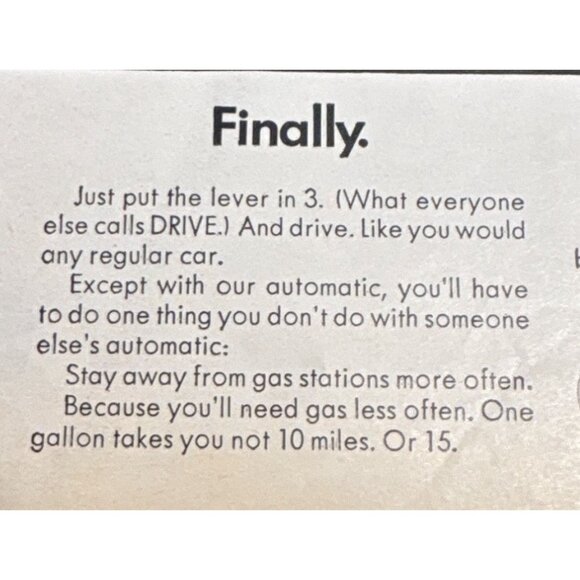 Finally.
Just put the lever in 3. (What everyone
else calls DRIVE.) And drive. Like you would
any regular car.
Except with our automatic, you'll have
to do one thing you don't do with someone
else's automatic:
Stay away from gas stations more often.
Because you'll need gas less often. One
gallon takes you not 10 miles. Or 15.